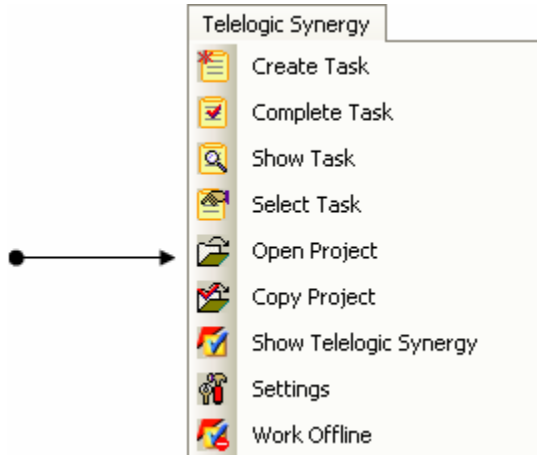 Telelogic Synergy
Create Task
Complete Task
Show Task
Select Task
Open Project
Copy Project
Show Telelogic Synergy
Settings
Work Offline